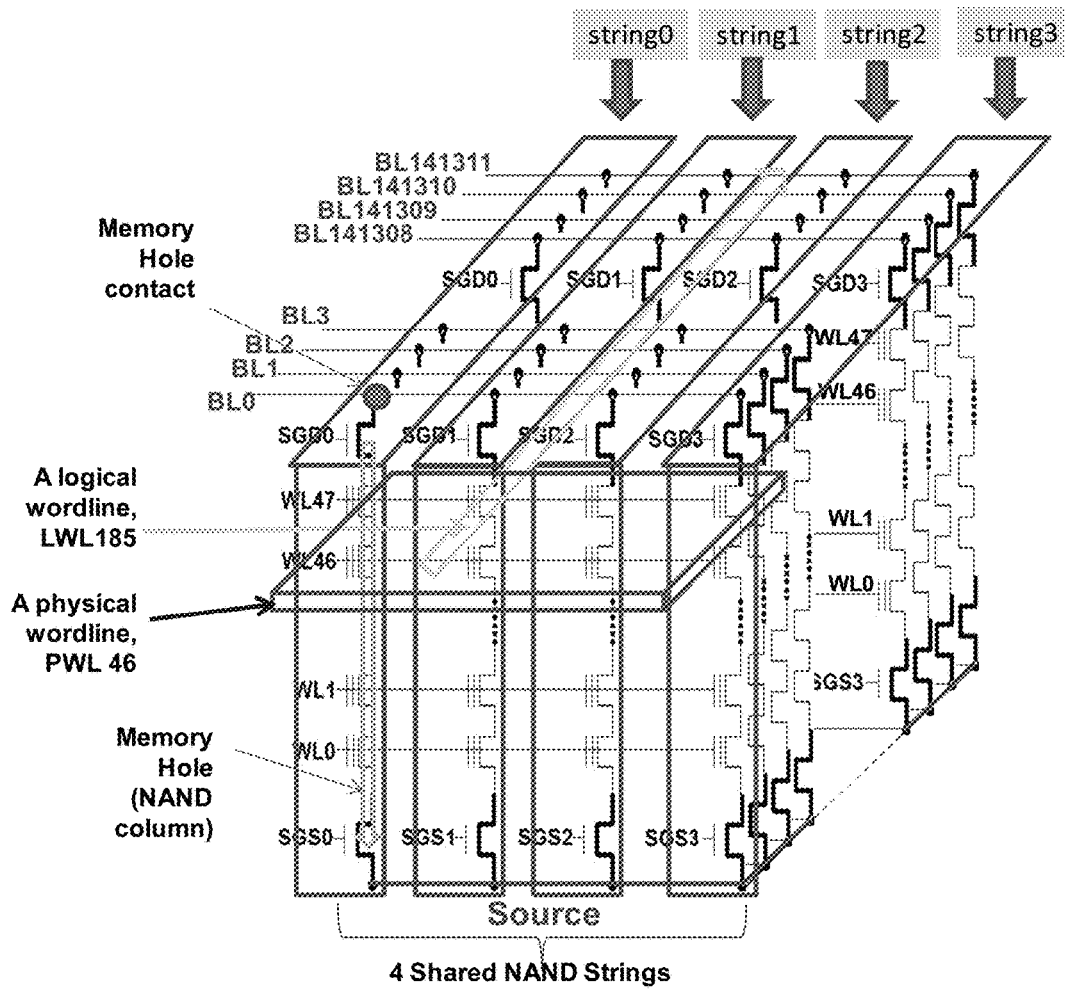 string0 string1 string2 string3
BL141311
BL141310
BL141309
BL141308
Memory
Hole
contact
SGD0 SGD1 SGD2 SGD3
BL3
BL2
BL1
BL0
WL47
WL46
SGD0 SGD1 SGD2 SGD3
A logical
wordline,
LWL185
WL47
WL46
WL1
WL0
A physical
wordline,
PWL 46
WL1
WL0
SGS3
Memory
Hole
(NAND
column)
SGS0 SGS1 SGS2 SGS3
Source
4 Shared NAND Strings